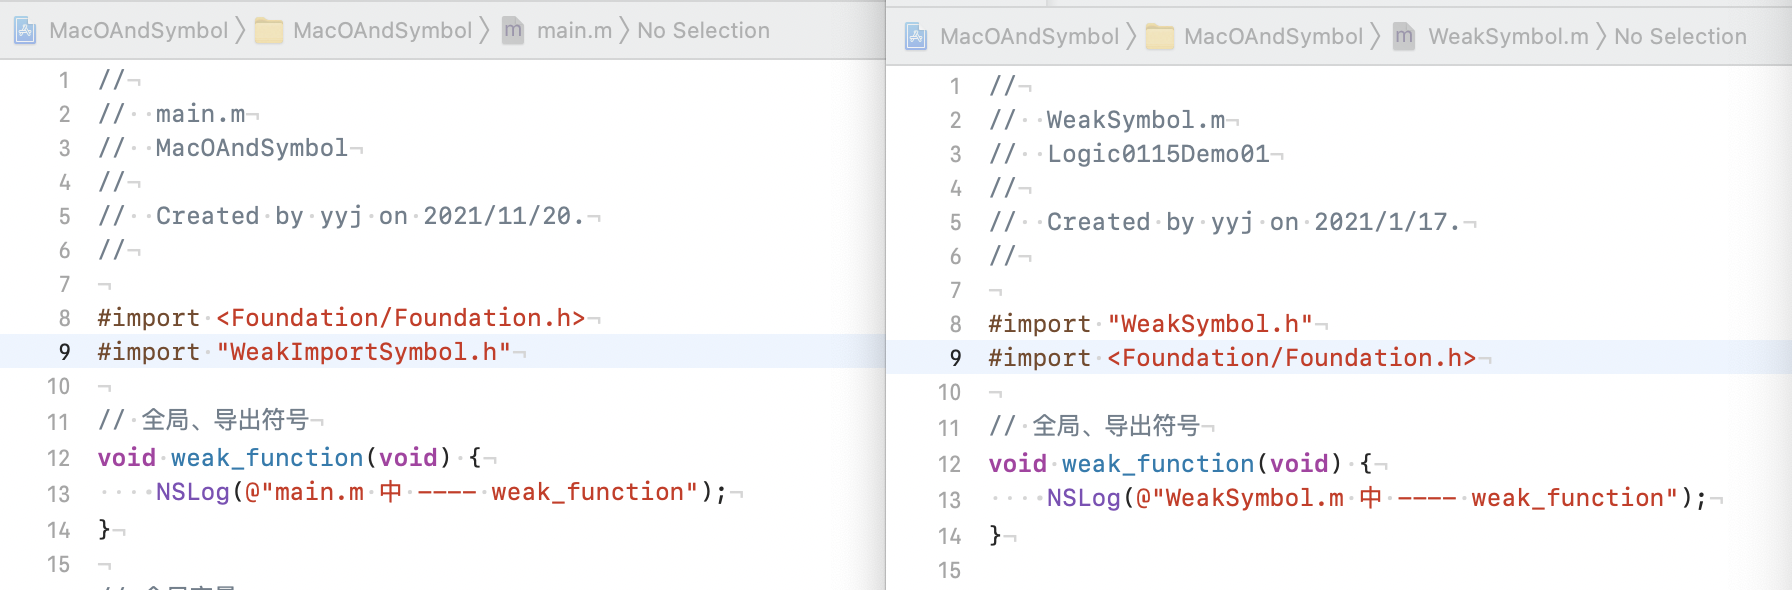 MacOAndSymbol MacOAndSymbol m main.m No Selection
1 //
2 // main.m
3 // MacOAndSymbol
4 //
5 // Created by yyj on 2021/11/20.
6 //
7
8 #import <Foundation/Foundation.h>
9 #import "WeakImportSymbol.h"
10
11 // 全局、导出符号
12 void weak_function(void) {
13 NSLog(@"main.m 中 ---- weak_function");
14 }
15
MacOAndSymbol MacOAndSymbol m WeakSymbol.m No Selection
1 //
2 // WeakSymbol.m
3 // Logic0115Demo01
4 //
5 // Created by yyj on 2021/1/17.
6 //
7
8 #import "WeakSymbol.h"
9 #import <Foundation/Foundation.h>
10
11 // 全局、导出符号
12 void weak_function(void) {
13 NSLog(@"WeakSymbol.m 中 ---- weak_function");
14 }
15